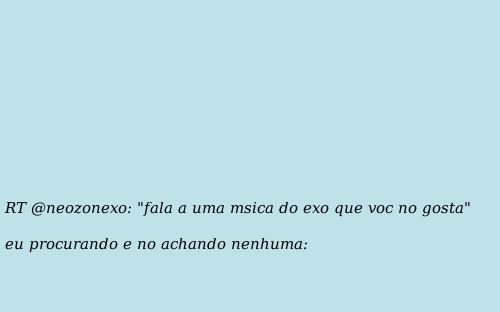 RT @neozonexo: "fala a uma msica do exo que voc no gosta"
eu procurando e no achando nenhuma: